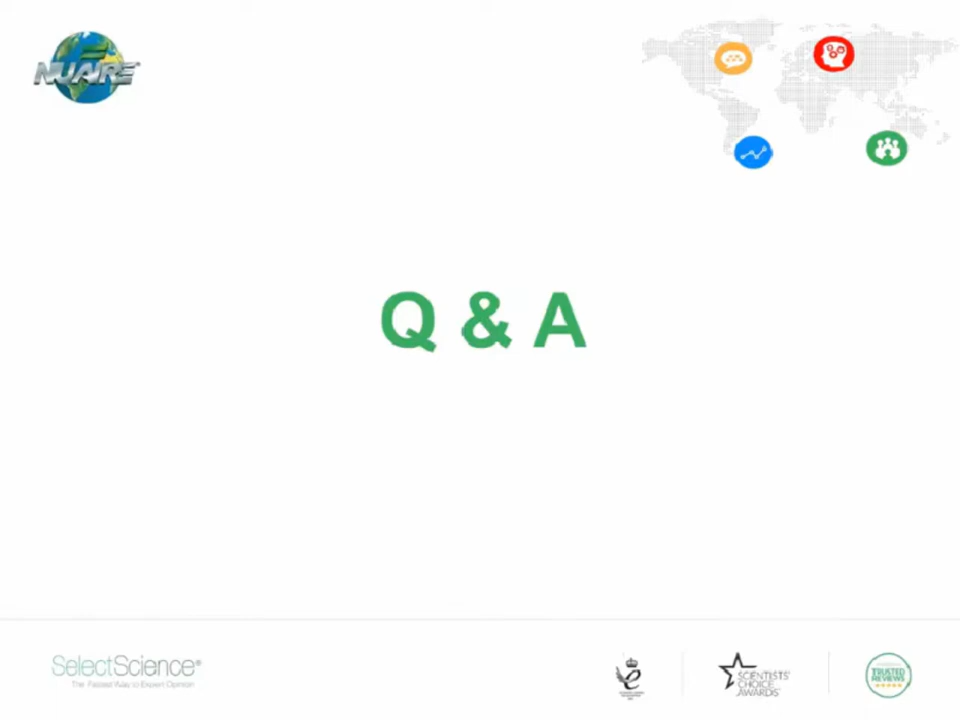 NUAIRE
Q & A
SelectScience®
The Fastest Way to Expert Opinion
SCIENTISTS'
CHOICE
AWARDS
TRUSTED
REVIEWS